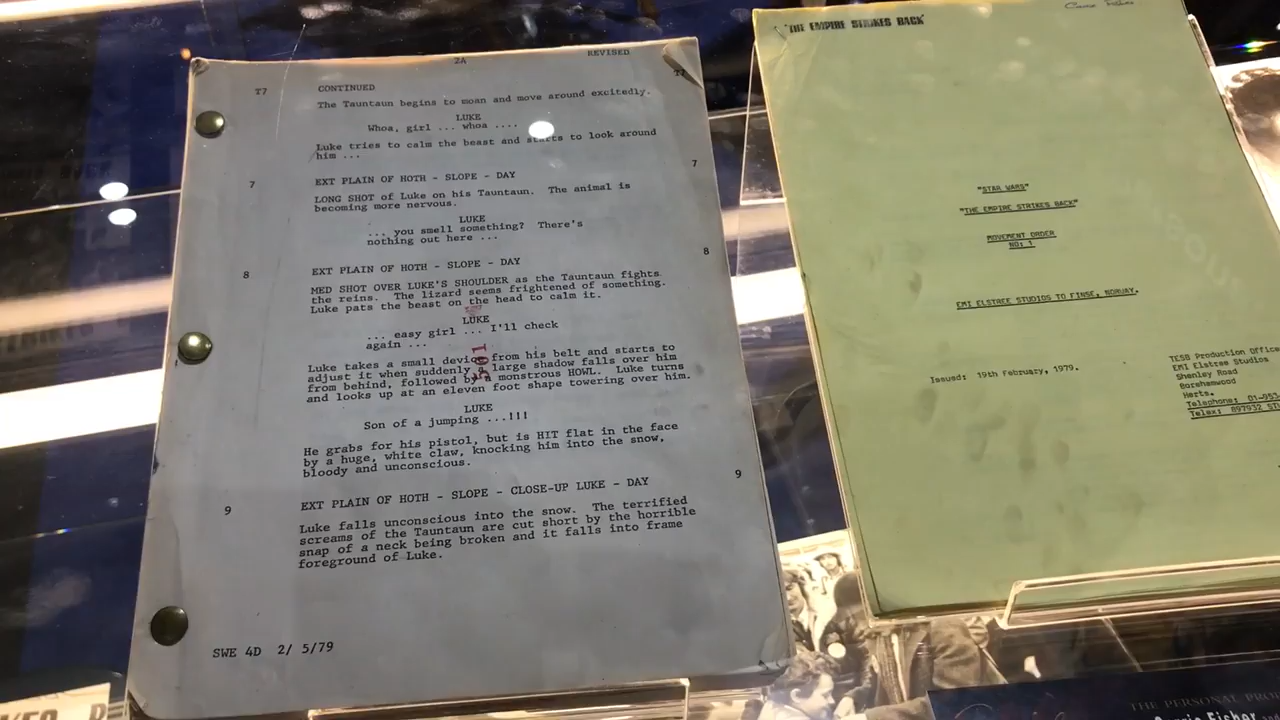 2A
REVISED
T7
CONTINUED
T7
The Tauntaun begins to moan and move around excitedly.
LUKE
Whoa, girl ... whoa ....
Luke tries to calm the beast and starts to look around
him ...
7
EXT PLAIN OF HOTH - SLOPE - DAY
7
LONG SHOT of Luke on his Tauntaun. The animal is
becoming more nervous.
LUKE
... you smell something? There's
nothing out here ...
8
EXT PLAIN OF HOTH - SLOPE - DAY
8
MED SHOT OVER LUKE'S SHOULDER as the Tauntaun fights
the reins. The lizard seems frightened of something.
Luke pats the beast on the head to calm it.
LUKE
... easy girl ... I'll check
again ...
Luke takes a small device from his belt and starts to
adjust it when suddenly a large shadow falls over him
from behind, followed by a monstrous HOWL. Luke turns
and looks up at an eleven foot shape towering over him.
LUKE
Son of a jumping ...!!!
He grabs for his pistol, but is HIT flat in the face
by a huge, white claw, knocking him into the snow,
bloody and unconscious.
9
EXT PLAIN OF HOTH - SLOPE - CLOSE-UP LUKE - DAY
9
Luke falls unconscious into the snow. The terrified
screams of the Tauntaun are cut short by the horrible
snap of a neck being broken and it falls into frame
foreground of Luke.
SWE 4D 2/ 5/79
THE EMPIRE STRIKES BACK
"STAR WARS"
"THE EMPIRE STRIKES BACK"
MOVEMENT ORDER
NO: 1
EMI ELSTREE STUDIOS TO FINSE, NORWAY.
Issued: 19th February, 1979.
TESB Production Office
EMI Elstree Studios
Shenley Road
Borehamwood
Herts.
Telephone: 01-953
Telex: 897932
THE PERSONAL
Fisher